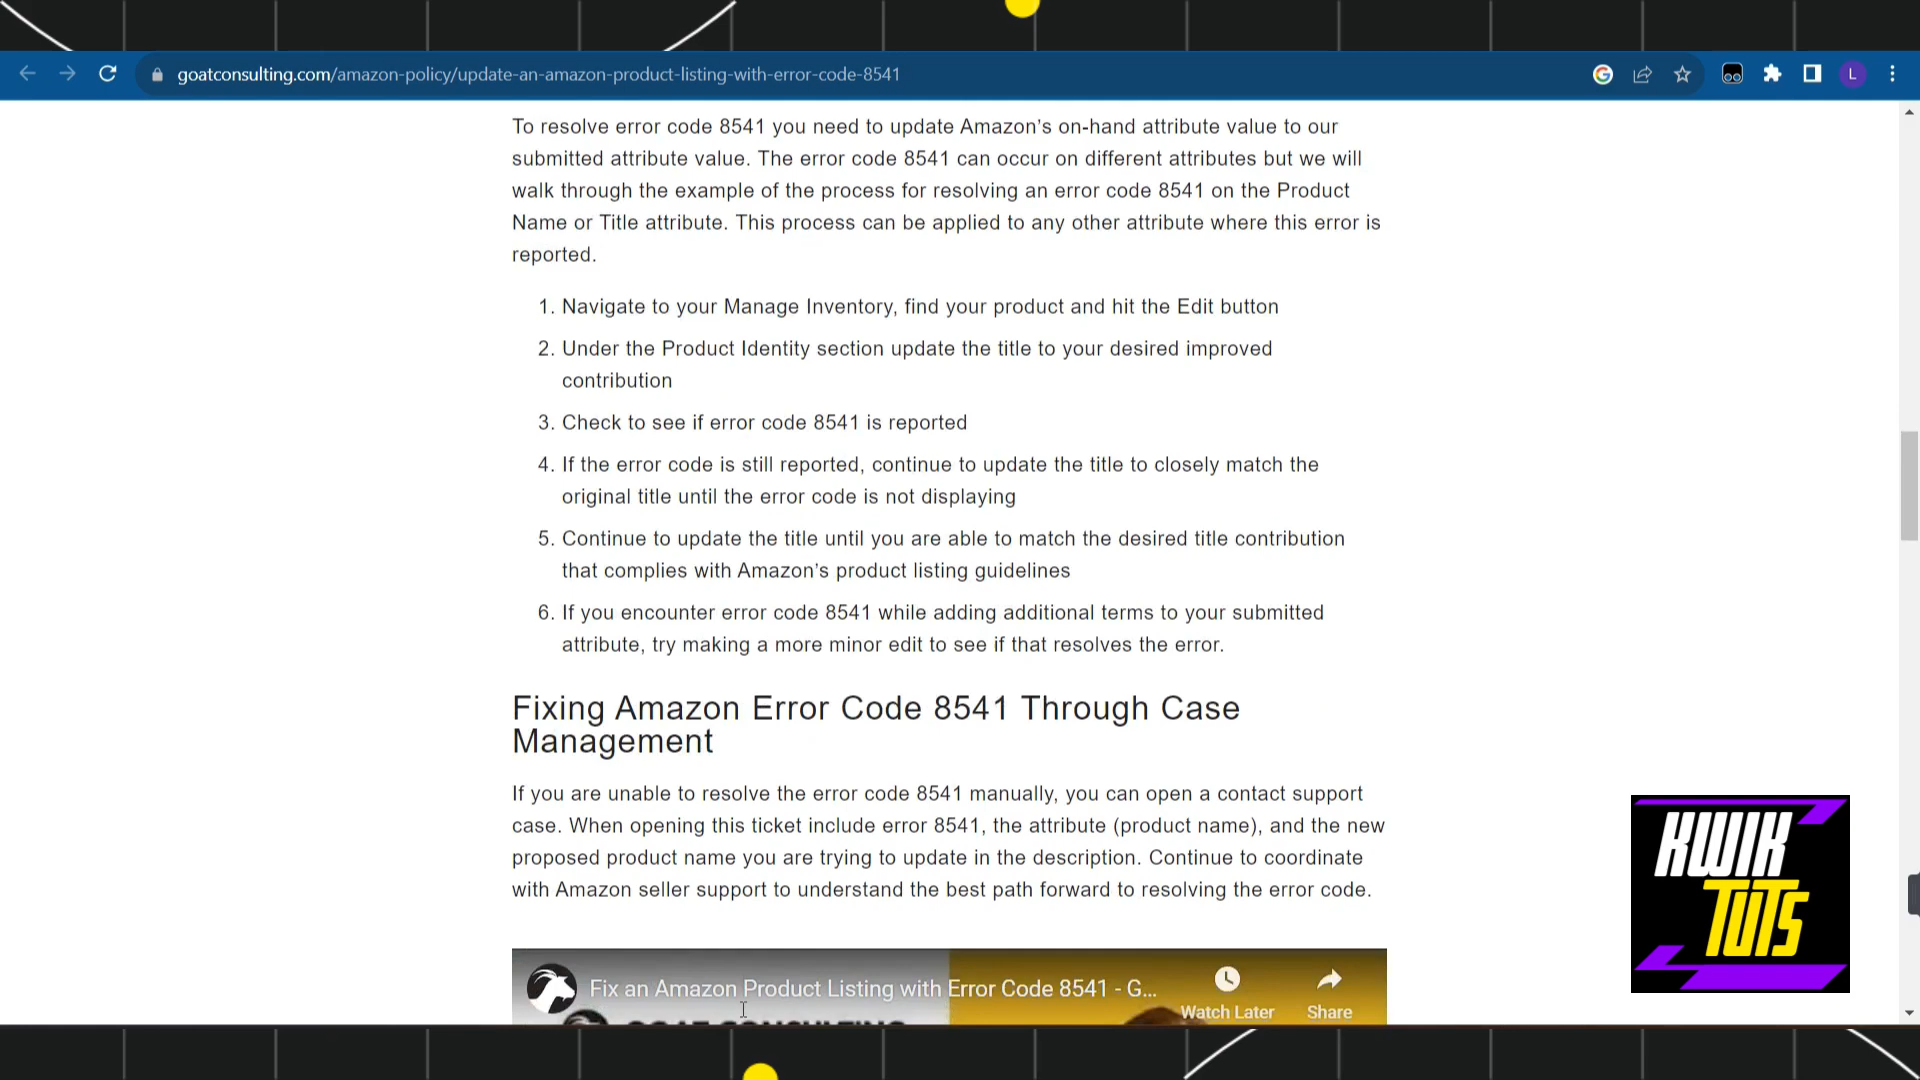 goatconsulting.com/amazon-policy/update-an-amazon-product-listing-with-error-code-8541
L
To resolve error code 8541 you need to update Amazon’s on-hand attribute value to our
submitted attribute value. The error code 8541 can occur on different attributes but we will
walk through the example of the process for resolving an error code 8541 on the Product
Name or Title attribute. This process can be applied to any other attribute where this error is
reported.
1. Navigate to your Manage Inventory, find your product and hit the Edit button
2. Under the Product Identity section update the title to your desired improved
contribution
3. Check to see if error code 8541 is reported
4. If the error code is still reported, continue to update the title to closely match the
original title until the error code is not displaying
5. Continue to update the title until you are able to match the desired title contribution
that complies with Amazon’s product listing guidelines
6. If you encounter error code 8541 while adding additional terms to your submitted
attribute, try making a more minor edit to see if that resolves the error.
Fixing Amazon Error Code 8541 Through Case
Management
If you are unable to resolve the error code 8541 manually, you can open a contact support
case. When opening this ticket include error 8541, the attribute (product name), and the new
proposed product name you are trying to update in the description. Continue to coordinate
with Amazon seller support to understand the best path forward to resolving the error code.
KWIK
TUTS
Fix an Amazon Product Listing with Error Code 8541 - G...
Watch Later
Share
GOAT CONSULTING